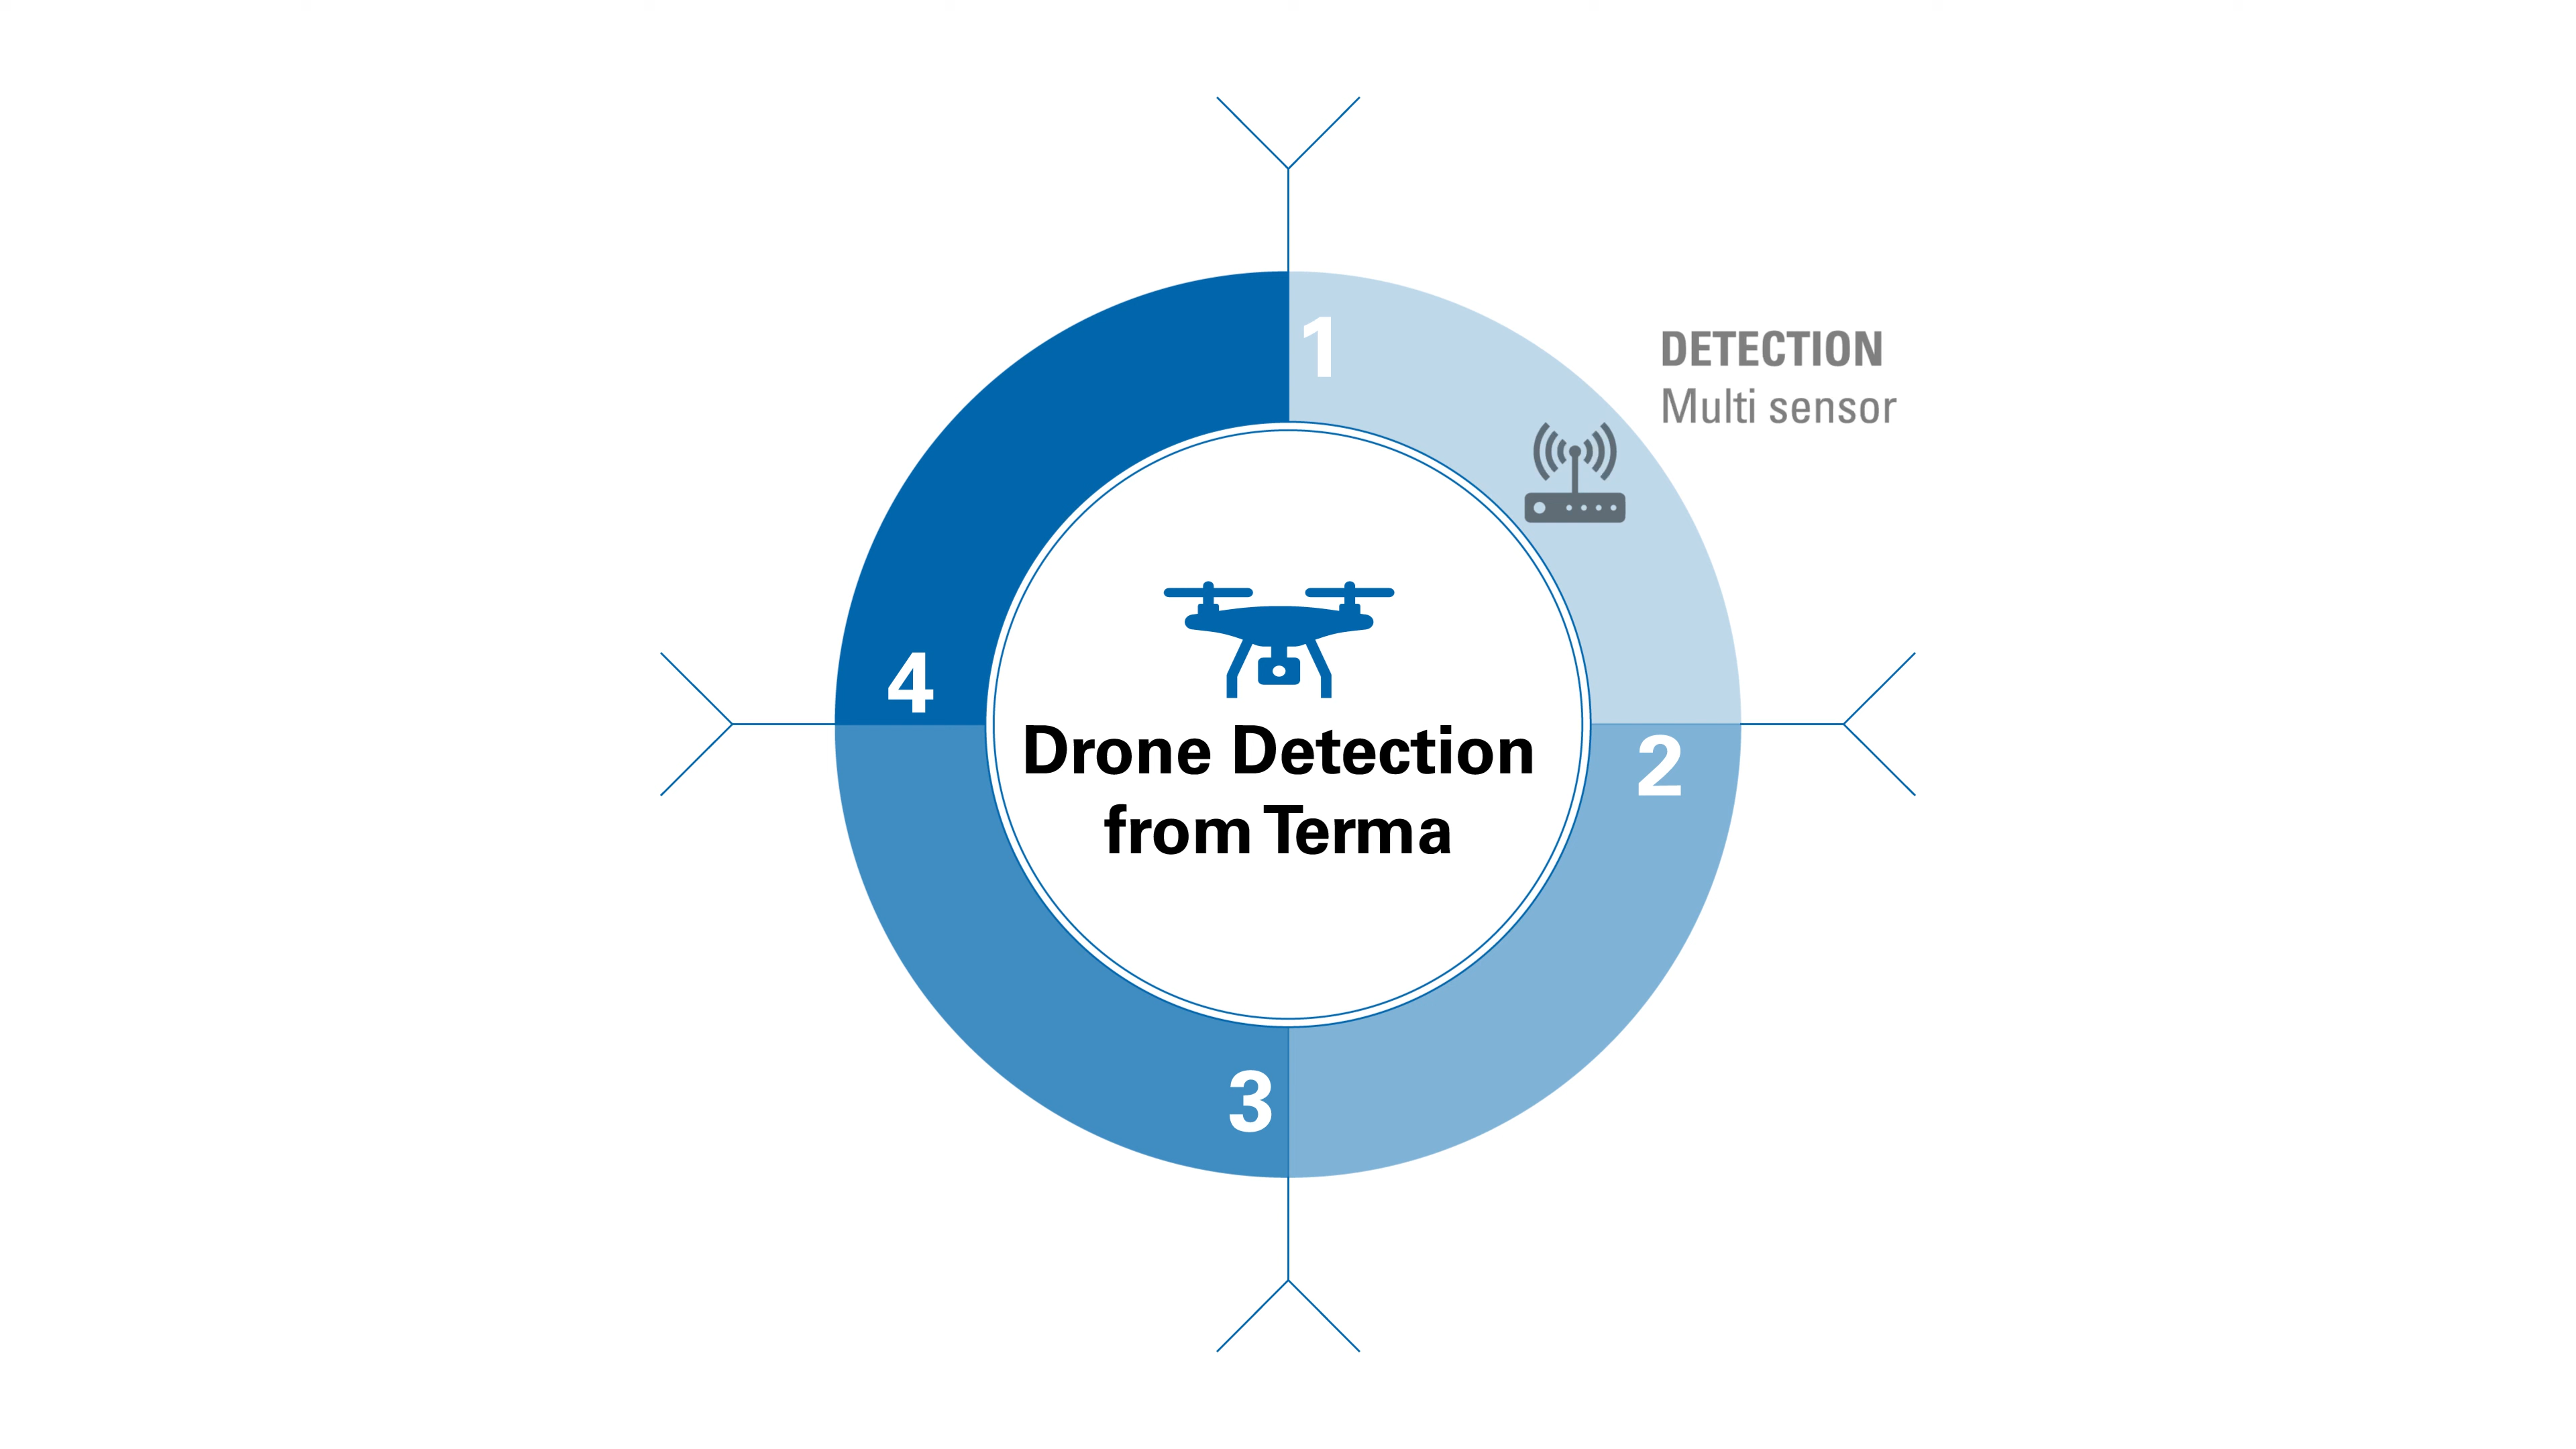 1
DETECTION
Multi sensor
4
2
Drone Detection
from Terma
3